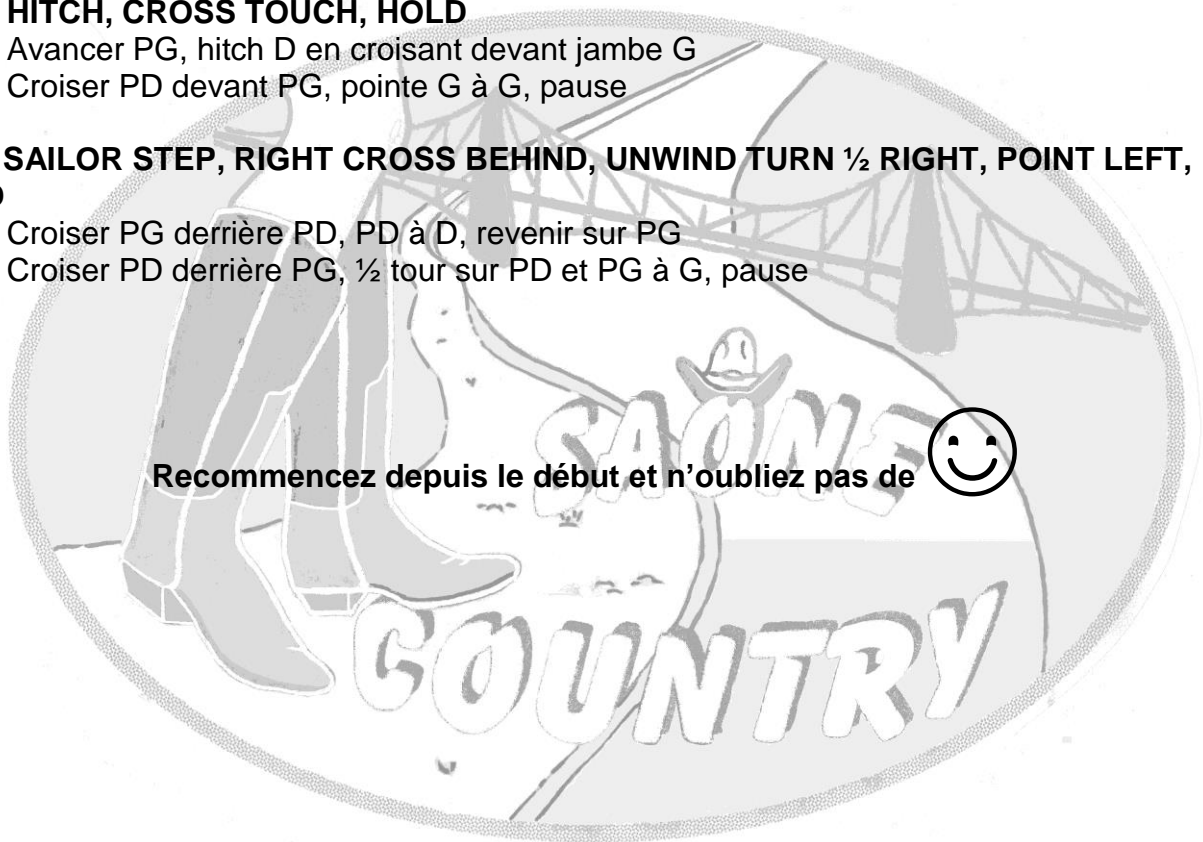 HITCH, CROSS TOUCH, HOLD
Avancer PG, hitch D en croisant devant jambe G
Croiser PD devant PG, pointe G à G, pause
SAILOR STEP, RIGHT CROSS BEHIND, UNWIND TURN ½ RIGHT, POINT LEFT,
Croiser PG derrière PD, PD à D, revenir sur PG
Croiser PD derrière PG, ½ tour sur PD et PG à G, pause
SAONE
Recommencez depuis le début et n’oubliez pas de
COUNTRY